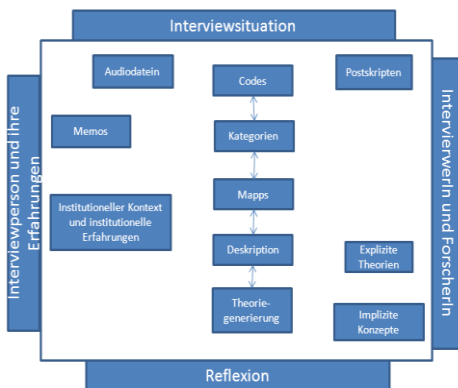 Interviewsituation
Interviewperson und ihre
Erfahrungen
Audiodatein
Codes
Postskripten
Memos
Kategorien
Institutioneller Kontext
und institutionelle
Erfahrungen
Mapps
Deskription
Explizite
Theorien
Theorie-
generierung
Implizite
Konzepte
IntervierwerIn und ForscherIn
Reflexion